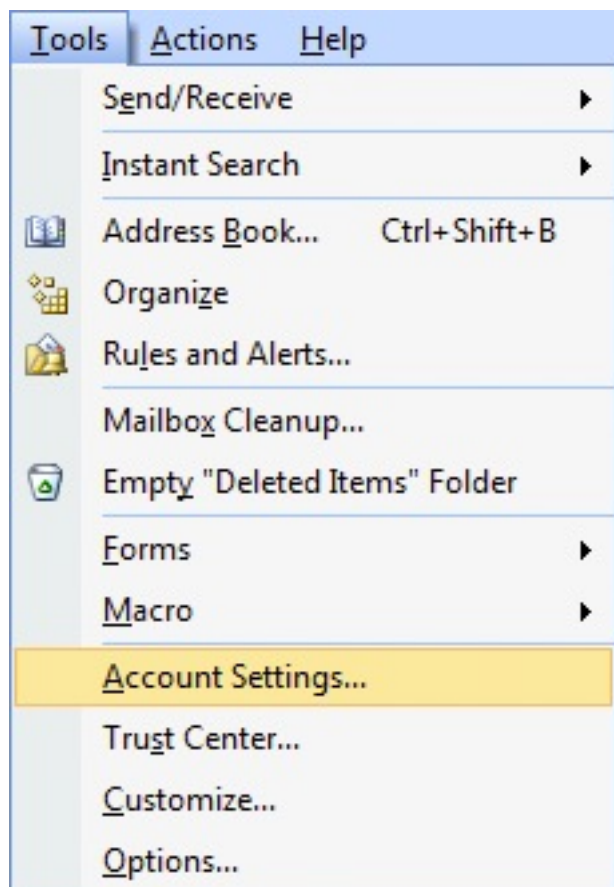 Tools Actions Help
Send/Receive
Instant Search
Address Book... Ctrl+Shift+B
Organize
Rules and Alerts...
Mailbox Cleanup...
Empty "Deleted Items" Folder
Forms
Macro
Account Settings...
Trust Center...
Customize...
Options...